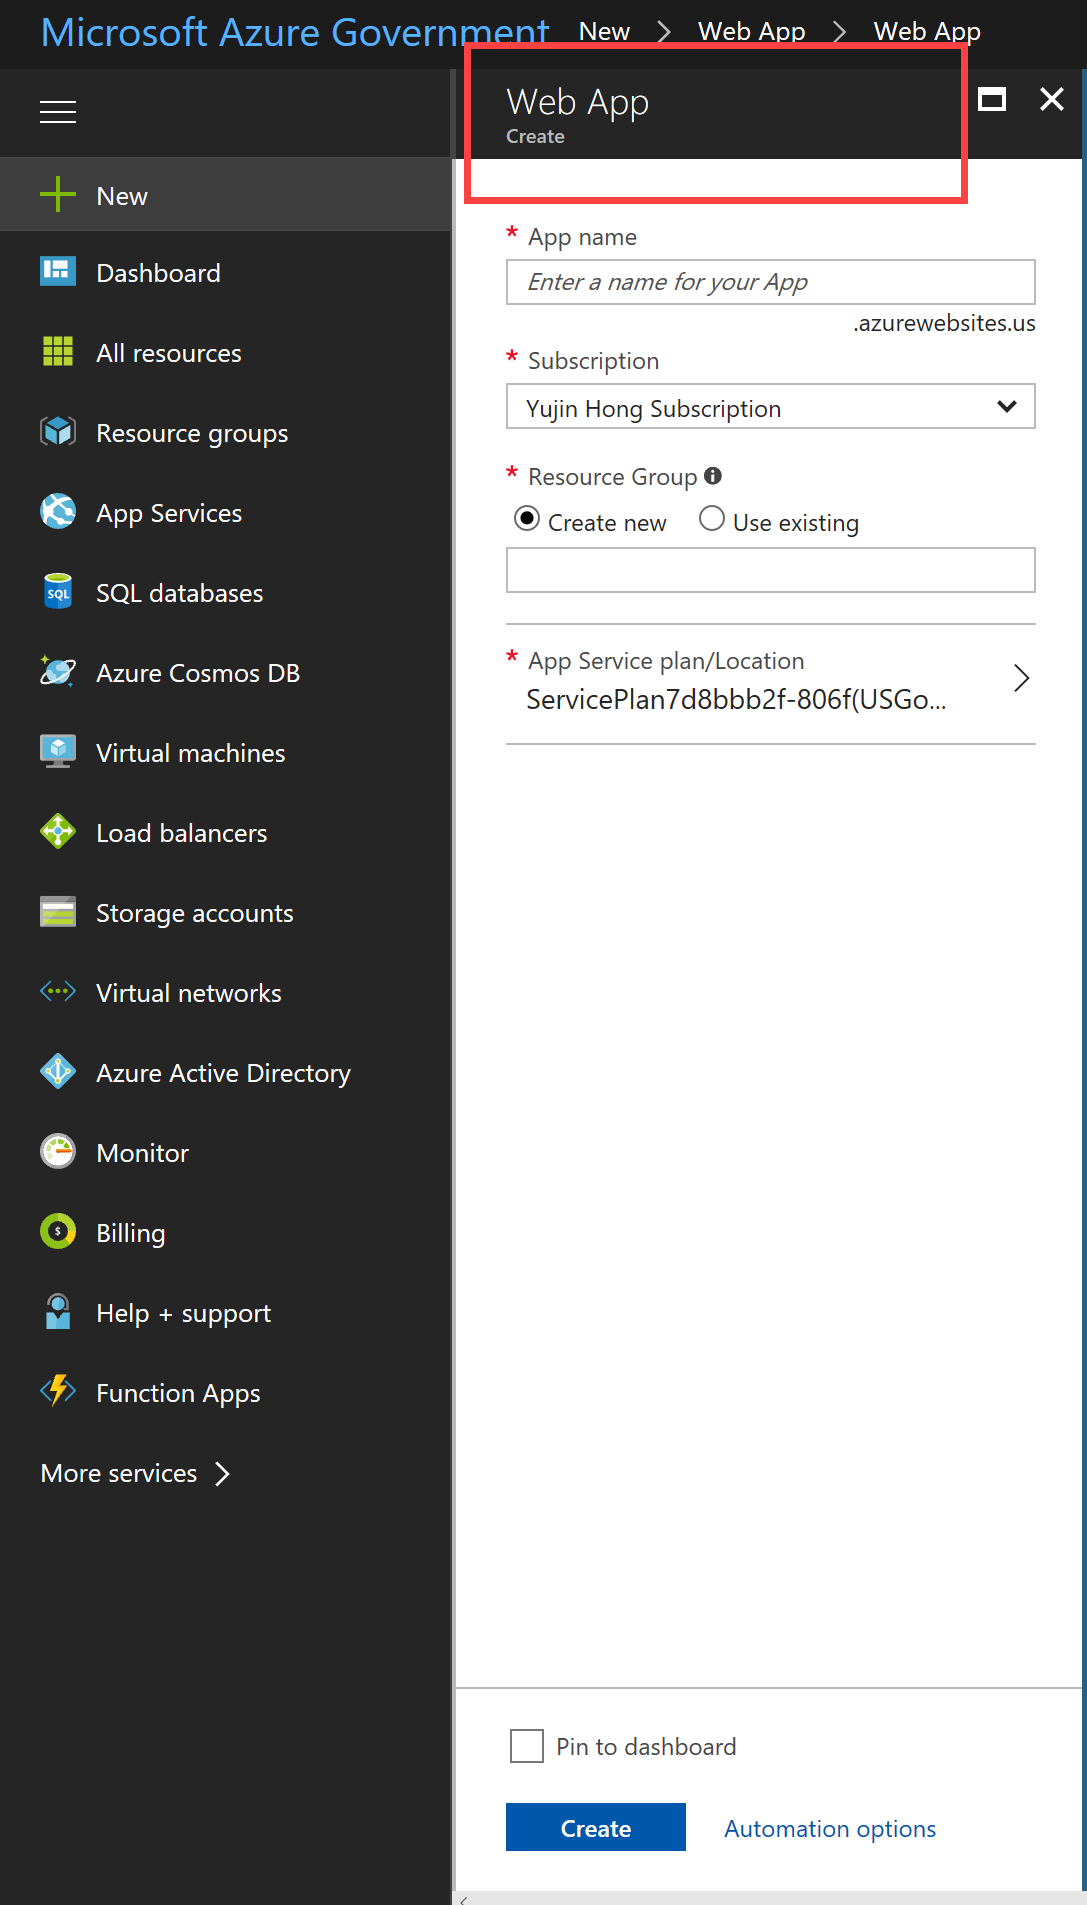 Microsoft Azure Government New > Web App > Web App
New
Dashboard
All resources
Resource groups
App Services
SQL
SQL databases
Azure Cosmos DB
Virtual machines
Load balancers
Storage accounts
Virtual networks
Azure Active Directory
Monitor
$
Billing
Help + support
Function Apps
More services >
Web App
Create
* App name
Enter a name for your App
.azurewebsites.us
* Subscription
Yujin Hong Subscription
* Resource Group
Create new Use existing
* App Service plan/Location
ServicePlan7d8bbb2f-806f(USGo...
Pin to dashboard
Create Automation options